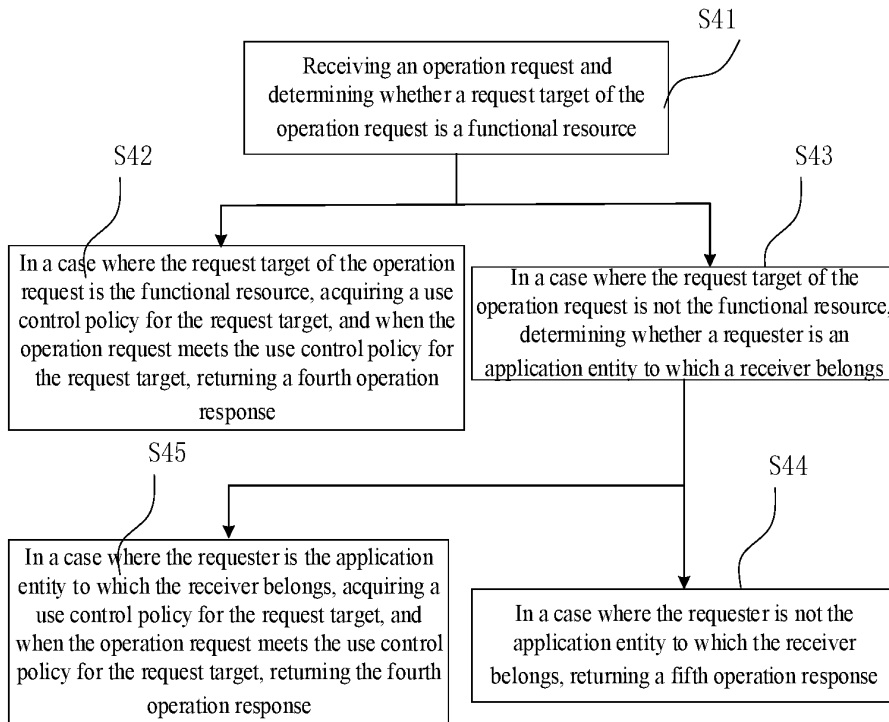 S41
Receiving an operation request and
determining whether a request target of the
operation request is a functional resource
S42
S43
In a case where the request target of the operation
request is the functional resource, acquiring a use
control policy for the request target, and when the
operation request meets the use control policy for
the request target, returning a fourth operation
response
In a case where the request target of the
operation request is not the functional resource,
determining whether a requester is an
application entity to which a receiver belongs
S45
S44
In a case where the requester is the application
entity to which the receiver belongs, acquiring a
use control policy for the request target, and
when the operation request meets the use control
policy for the request target, returning the fourth
operation response
In a case where the requester is not the
application entity to which the receiver
belongs, returning a fifth operation response